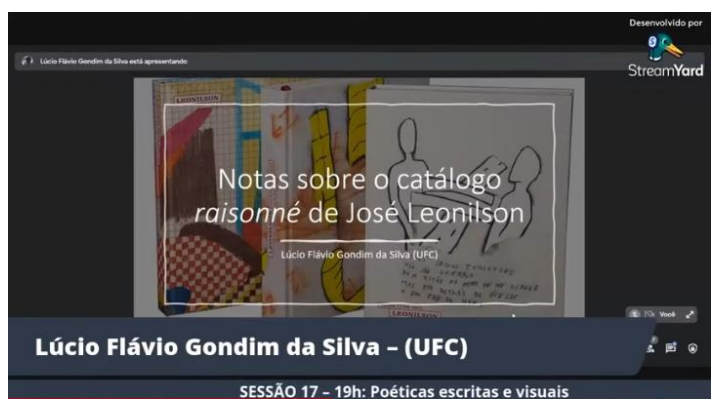 Desenvolvido por
StreamYard
Lúcio Flávio Gondim da Silva está apresentando
LEONILSON
Notas sobre o catálogo
raisonné de José Leonilson
Lúcio Flávio Gondim da Silva (UFC)
LEONILSON
Você
Lúcio Flávio Gondim da Silva – (UFC)
SESSÃO 17 – 19h: Poéticas escritas e visuais